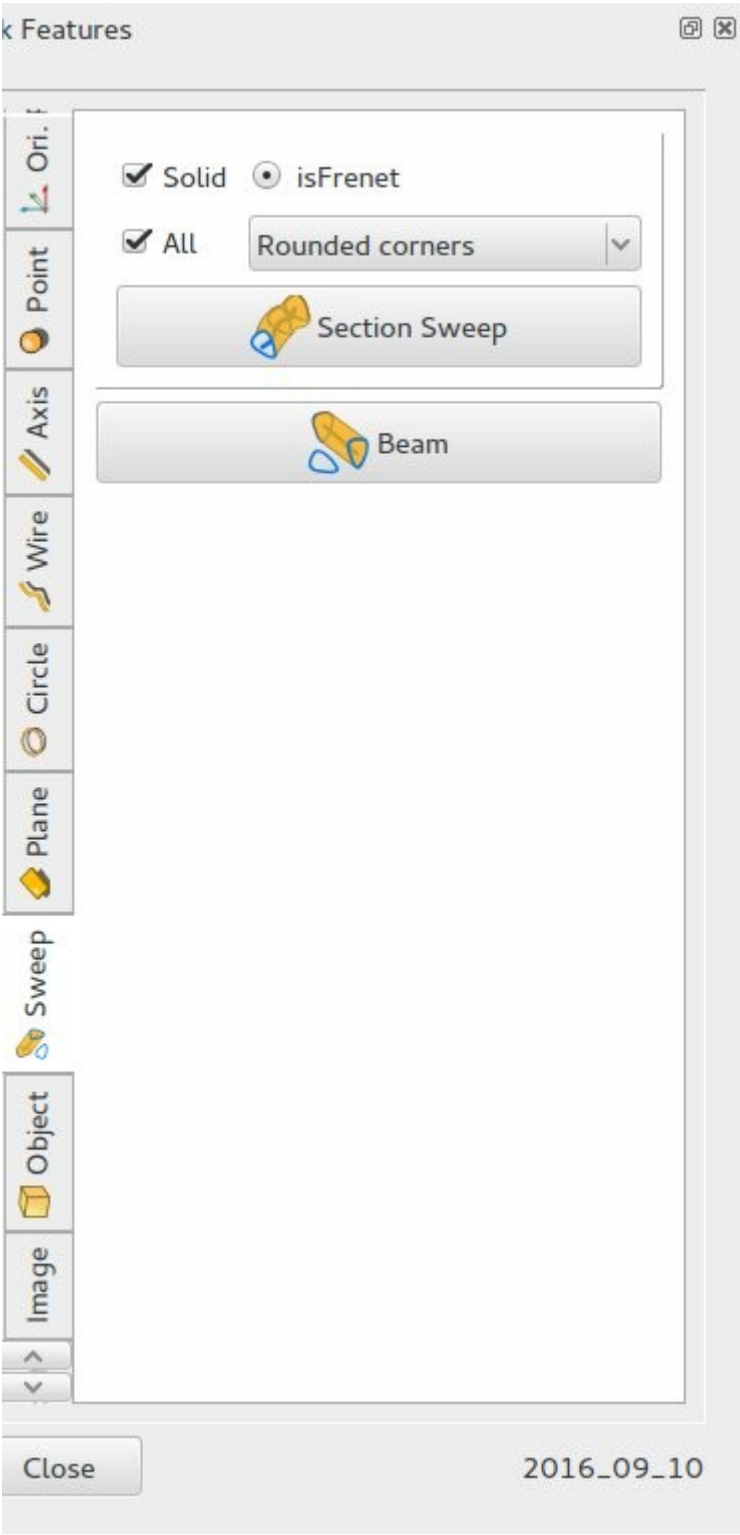 k Features
Ori.
Solid isFrenet
All Rounded corners
Section Sweep
Beam
Point
Axis
Wire
Circle
Plane
Sweep
Object
Image
Close 2016_09_10